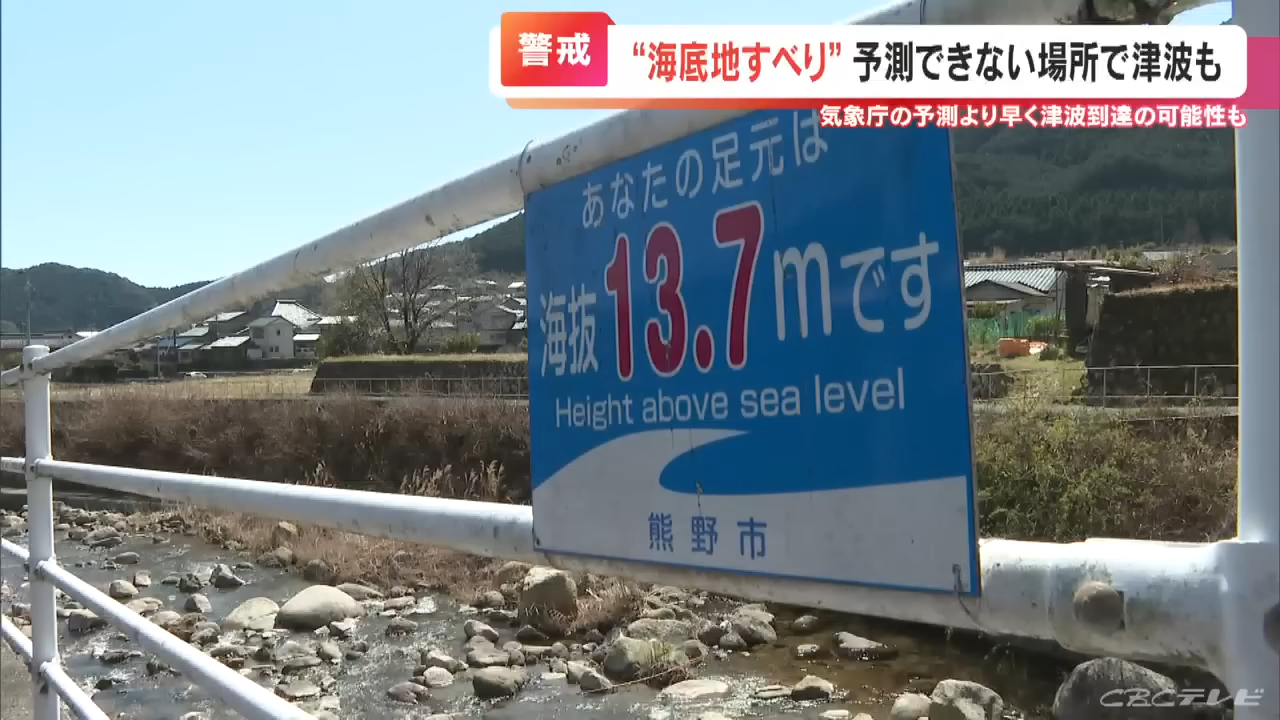 警戒
“海底地すべり” 予測できない場所で津波も
気象庁の予測より早く津波到達の可能性も
あなたの足元は
海抜13.7mです
Height above sea level
熊野市
CBCテレビ